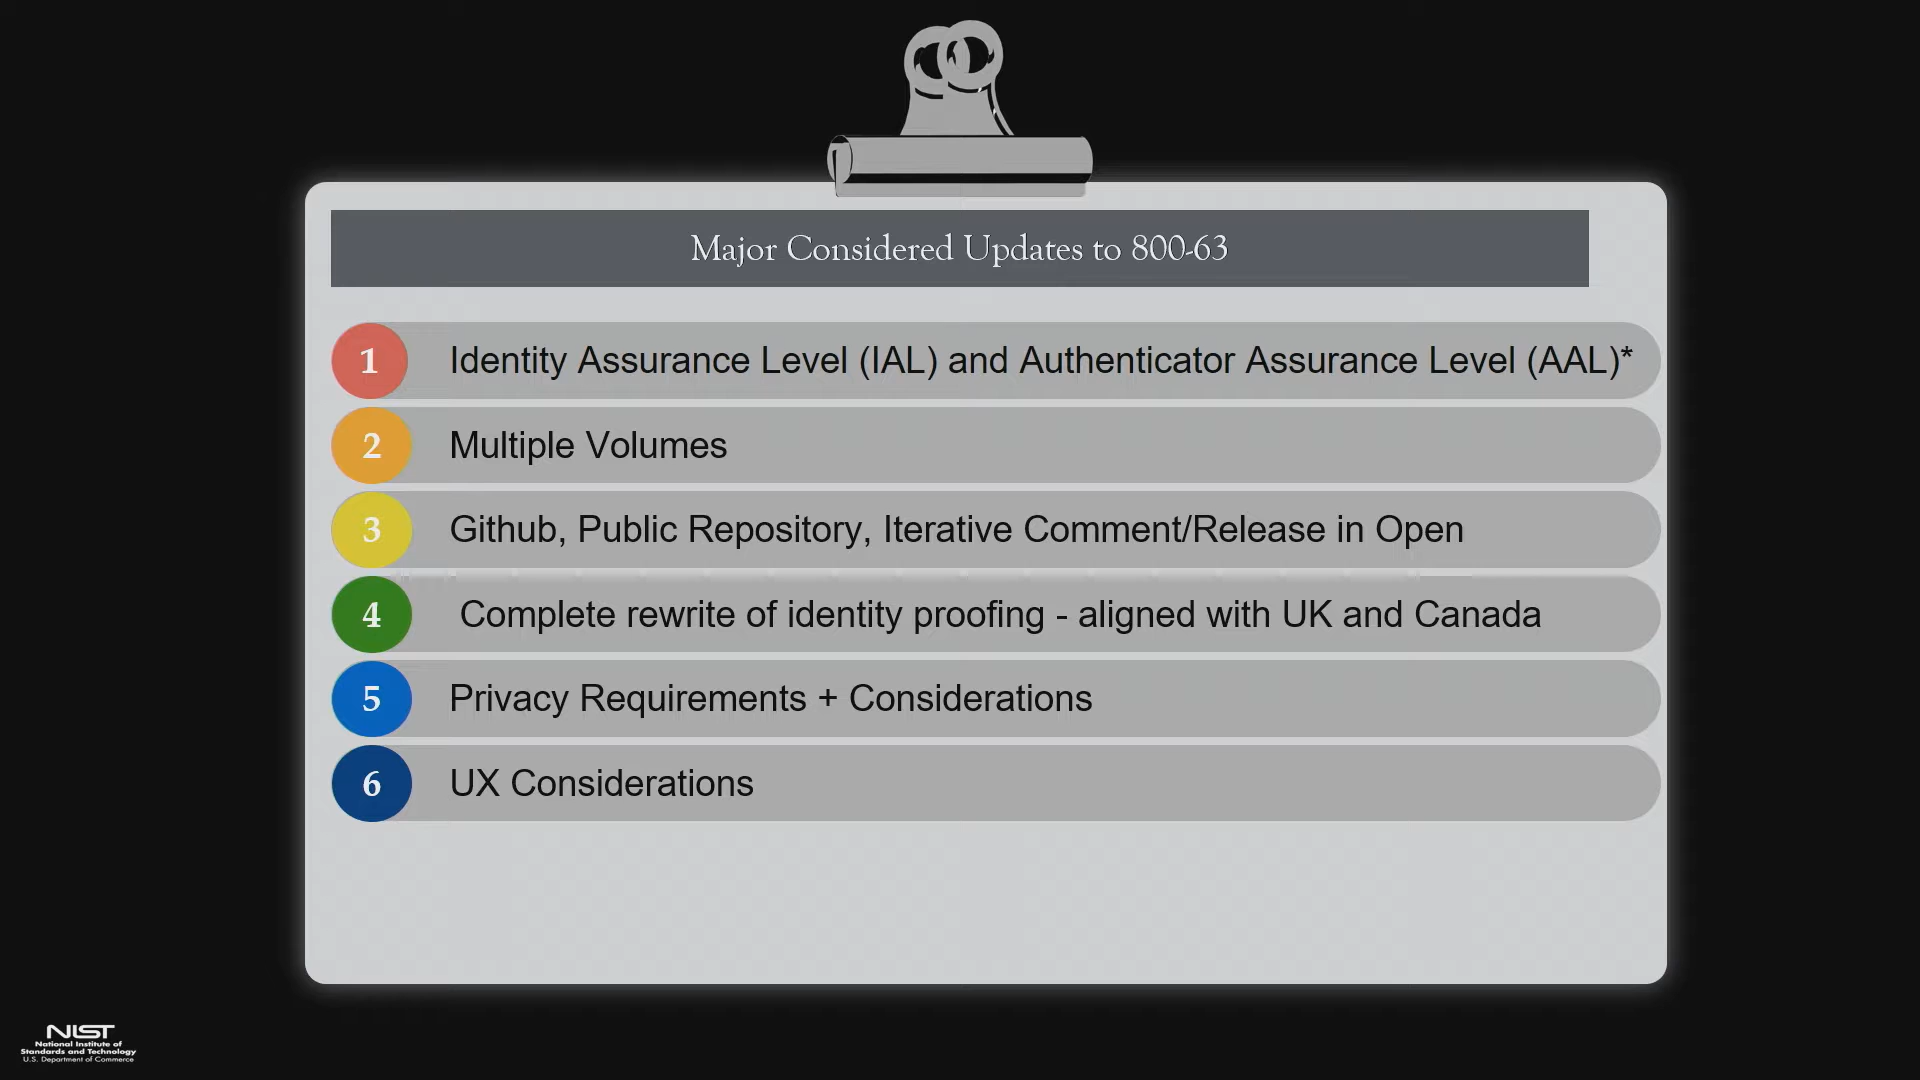 Major Considered Updates to 800-63
1 Identity Assurance Level (IAL) and Authenticator Assurance Level (AAL)*
2 Multiple Volumes
3 Github, Public Repository, Iterative Comment/Release in Open
4 Complete rewrite of identity proofing - aligned with UK and Canada
5 Privacy Requirements + Considerations
6 UX Considerations
NIST
National Institute of
Standards and Technology
U.S. Department of Commerce